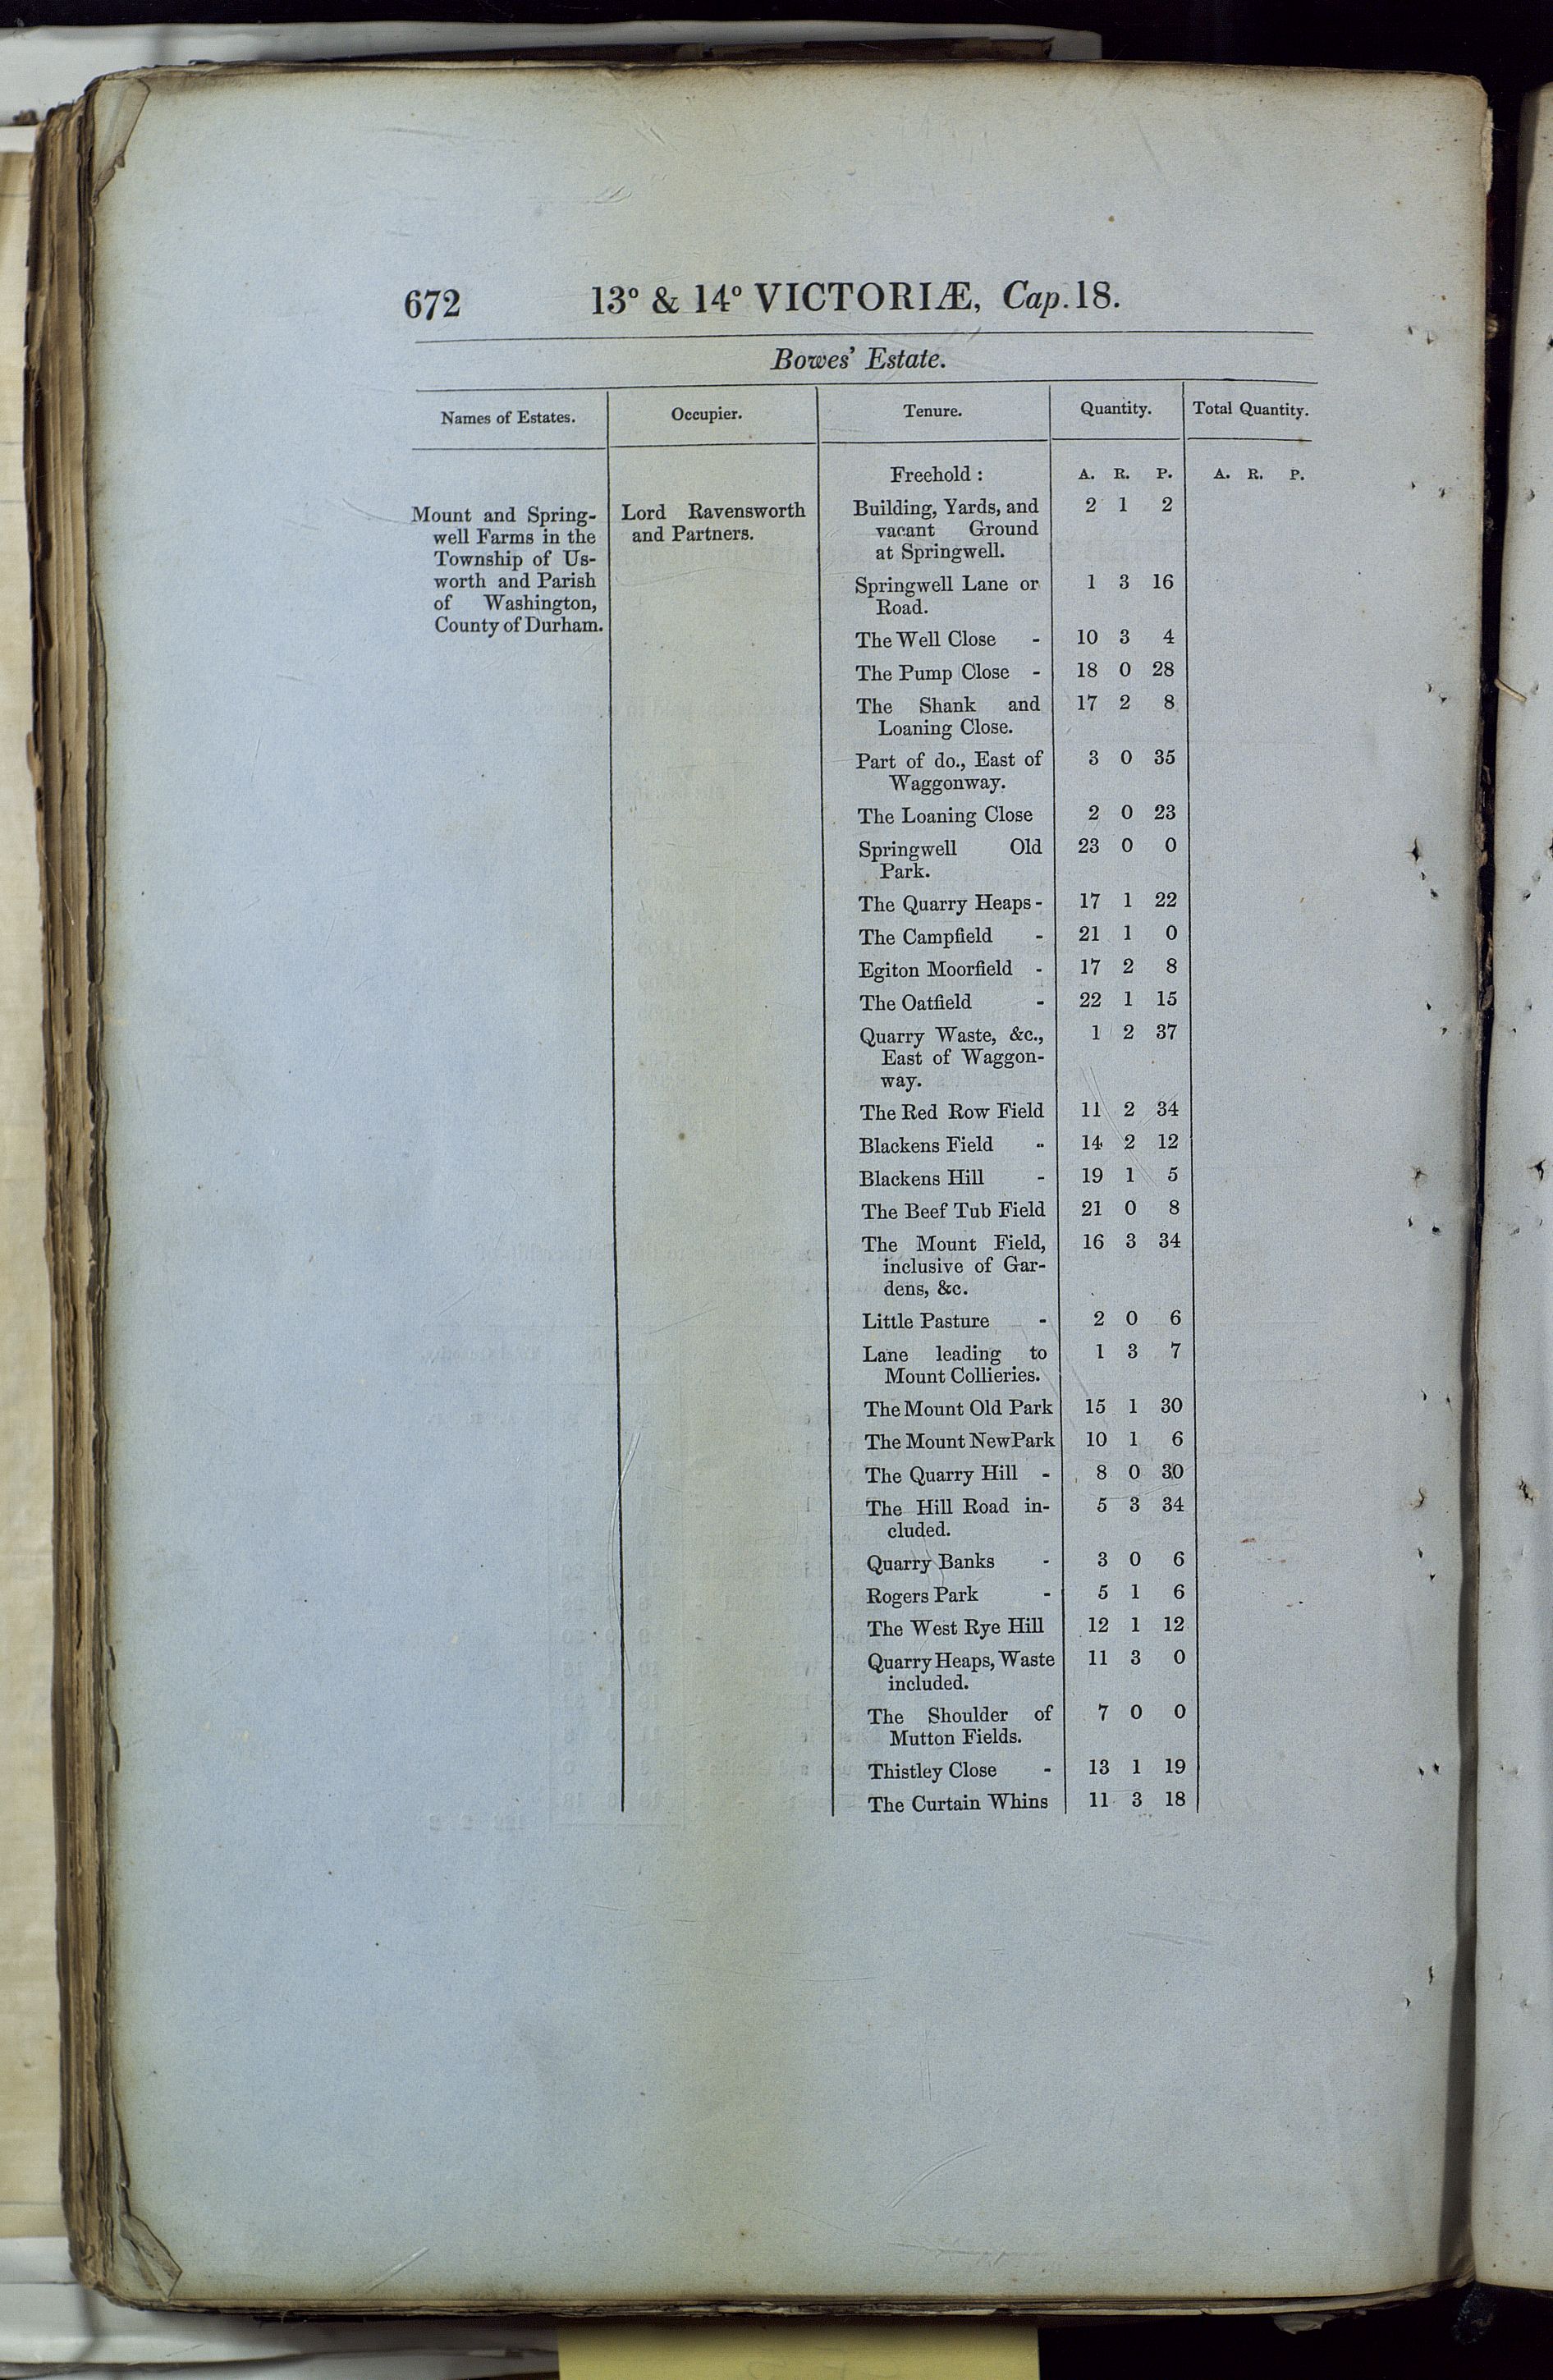 672 13° & 14° VICTORIÆ, Cap. 18.
Bowes' Estate.
Names of Estates. Occupier. Tenure. Quantity. Total Quantity.
Freehold : A. R. P. A. R. P.
Mount and Spring-
well Farms in the
Township of Us-
worth and Parish
of Washington,
County of Durham.
Lord Ravensworth
and Partners.
Building, Yards, and 2 1 2
vacant Ground
at Springwell.
Springwell Lane or 1 3 16
Road.
The Well Close - 10 3 4
The Pump Close - 18 0 28
The Shank and 17 2 8
Loaning Close.
Part of do., East of 3 0 35
Waggonway.
The Loaning Close 2 0 23
Springwell Old 23 0 0
Park.
The Quarry Heaps - 17 1 22
The Campfield - 21 1 0
Egiton Moorfield - 17 2 8
The Oatfield - 22 1 15
Quarry Waste, &c., 1 2 37
East of Waggon-
way.
The Red Row Field 11 2 34
Blackens Field - 14 2 12
Blackens Hill - 19 1 5
The Beef Tub Field 21 0 8
The Mount Field, 16 3 34
inclusive of Gar-
dens, &c.
Little Pasture - 2 0 6
Lane leading to 1 3 7
Mount Collieries.
The Mount Old Park 15 1 30
The Mount New Park 10 1 6
The Quarry Hill - 8 0 30
The Hill Road in- 5 3 34
cluded.
Quarry Banks - 3 0 6
Rogers Park - 5 1 6
The West Rye Hill 12 1 12
Quarry Heaps, Waste 11 3 0
included.
The Shoulder of 7 0 0
Mutton Fields.
Thistley Close - 13 1 19
The Curtain Whins 11 3 18